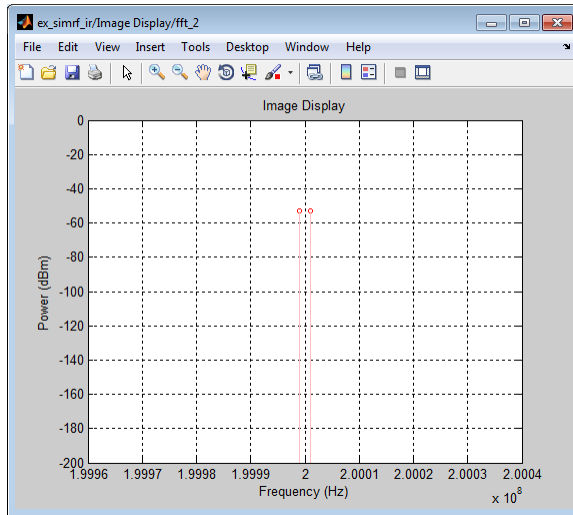 ex_simrf_ir/Image Display/fft_2
File Edit View Insert Tools Desktop Window Help
Image Display
0
-20
-40
-60
-80
-100
-120
-140
-160
-180
-200
Power (dBm)
1.9996 1.9997 1.9998 1.9999 2 2.0001 2.0002 2.0003 2.0004
Frequency (Hz)
x 10^8